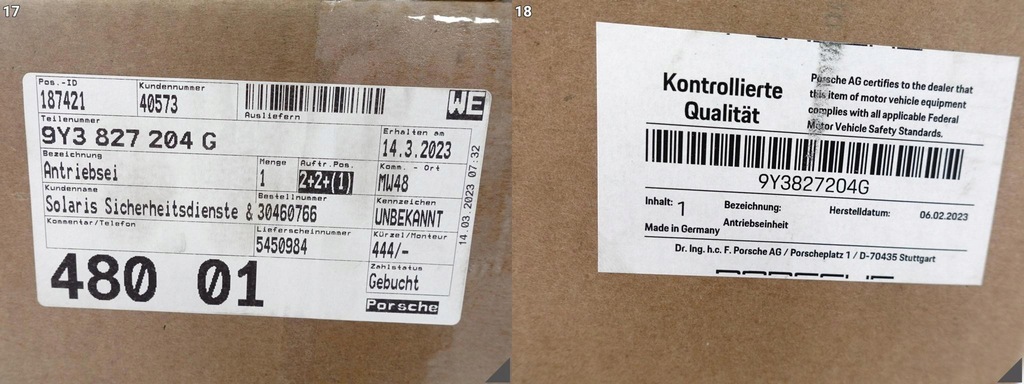 17
Pos.-ID
187421
Kundennummer
40573
Ausliefern
WE
Teilenummer
9Y3 827 204 G
Erhalten am
14.3.2023
Bezeichnung
Antriebsei
Menge
1
Auftr.Pos.
2+2+(1)
Komm. - Ort
MW48
Kundenname
Solaris Sicherheitsdienste &
Bestellnummer
30460766
Kennzeichen
UNBEKANNT
Kommentar/Telefon
Lieferscheinnummer
5450984
Kürzel/Monteur
444/-
480 01
Zahlstatus
Gebucht
Porsche
14.03.2023 07:32
18
Kontrollierte
Qualität
Porsche AG certifies to the dealer that
this item of motor vehicle equipment
complies with all applicable Federal
Motor Vehicle Safety Standards.
9Y3827204G
Inhalt: 1
Bezeichnung:
Herstelldatum:
06.02.2023
Made in Germany
Antriebseinheit
Dr. Ing. h.c. F. Porsche AG / Porscheplatz 1 / D-70435 Stuttgart